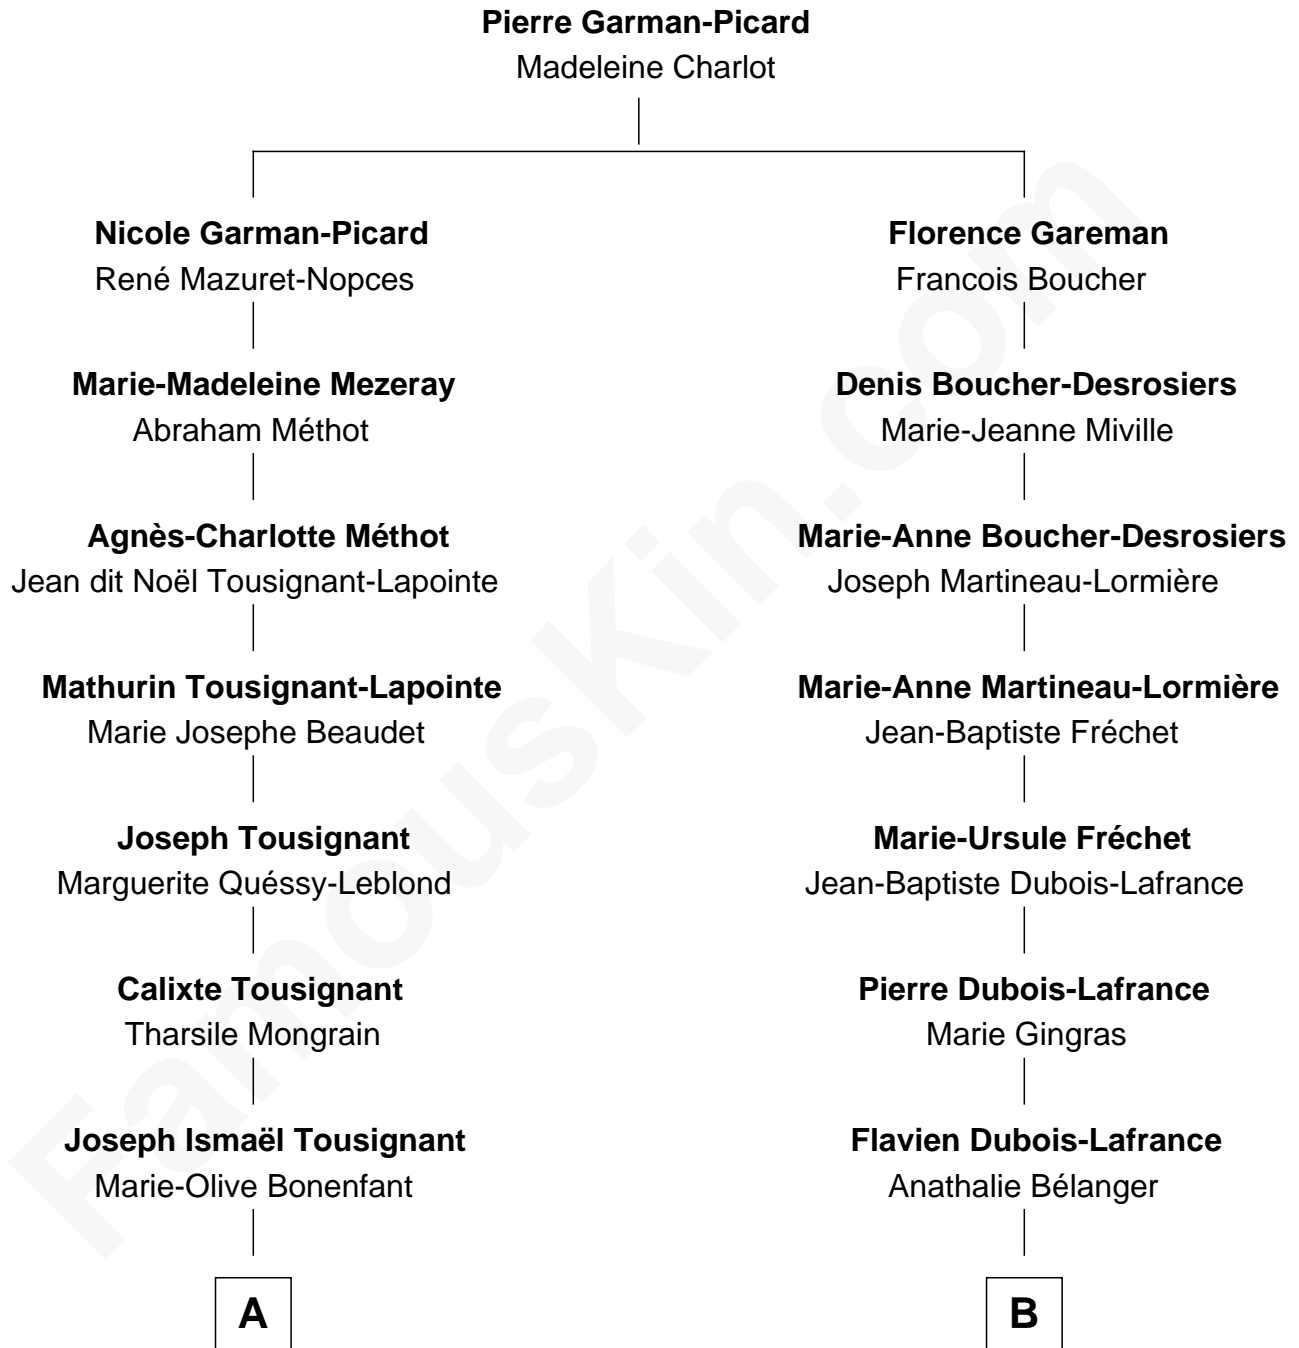 Pierre Garman-Picard
Madeleine Charlot
Nicole Garman-Picard
René Mazuret-Nopces
Marie-Madeleine Mezeray
Abraham Méthot
Agnès-Charlotte Méthot
Jean dit Noël Tousignant-Lapointe
Mathurin Tousignant-Lapointe
Marie Josephe Beaudet
Joseph Tousignant
Marguerite Quéssy-Leblond
Calixte Tousignant
Tharsile Mongrain
Joseph Ismaël Tousignant
Marie-Olive Bonenfant
A
Florence Gareman
Francois Boucher
Denis Boucher-Desrosiers
Marie-Jeanne Miville
Marie-Anne Boucher-Desrosiers
Joseph Martineau-Lormière
Marie-Anne Martineau-Lormière
Jean-Baptiste Fréchet
Marie-Ursule Fréchet
Jean-Baptiste Dubois-Lafrance
Pierre Dubois-Lafrance
Marie Gingras
Flavien Dubois-Lafrance
Anathalie Bélanger
B
FamousKin.com